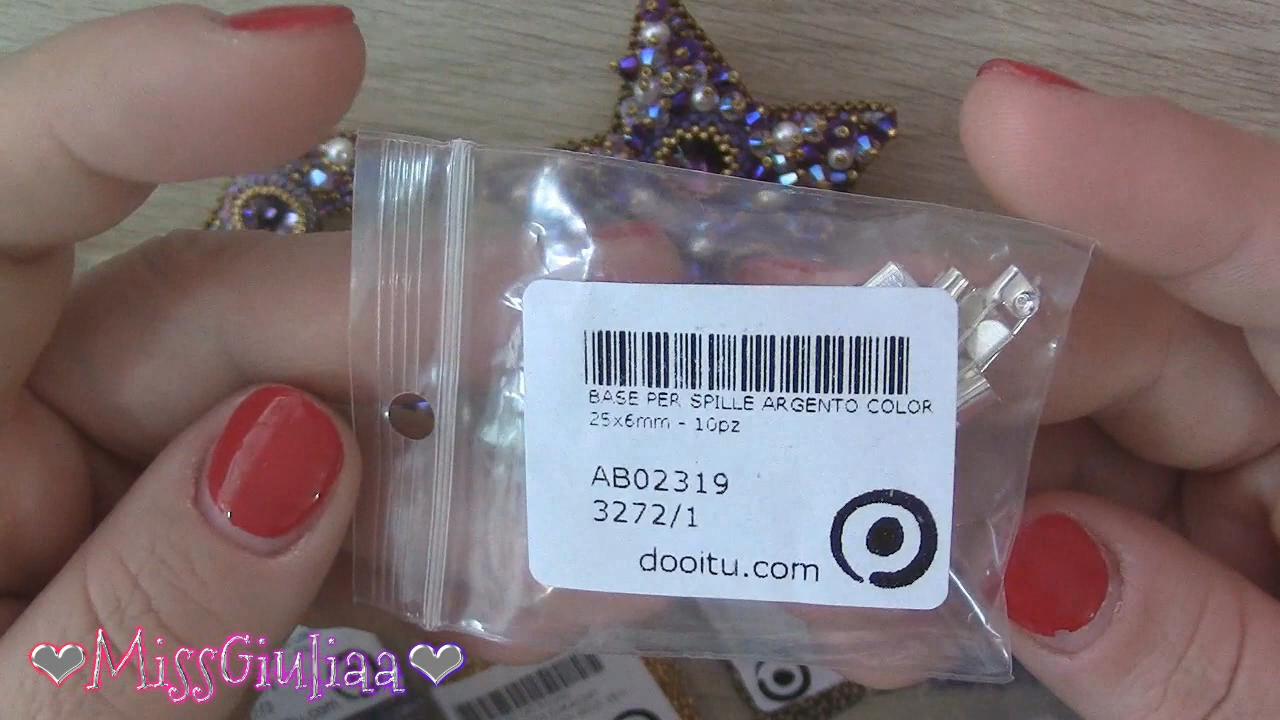 BASE PER SPILLE ARGENTO COLOR
25x6mm - 10pz
AB02319
3272/1
dooitu.com
❤MissGiuliaa❤